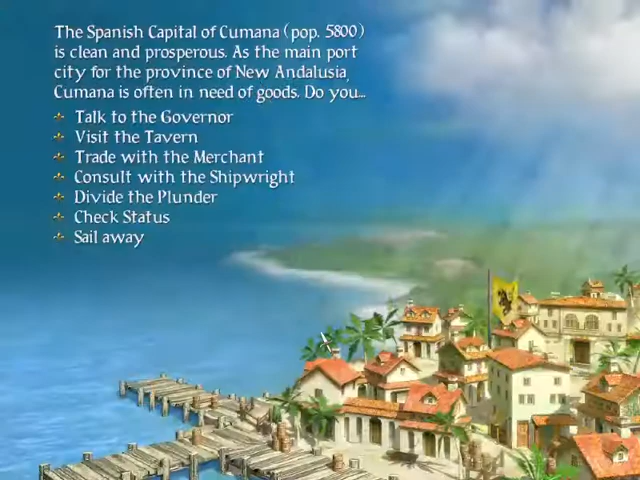 The Spanish Capital of Cumana (pop. 5800)
is clean and prosperous. As the main port
city for the province of New Andalusia,
Cumana is often in need of goods. Do you...
Talk to the Governor
Visit the Tavern
Trade with the Merchant
Consult with the Shipwright
Divide the Plunder
Check Status
Sail away